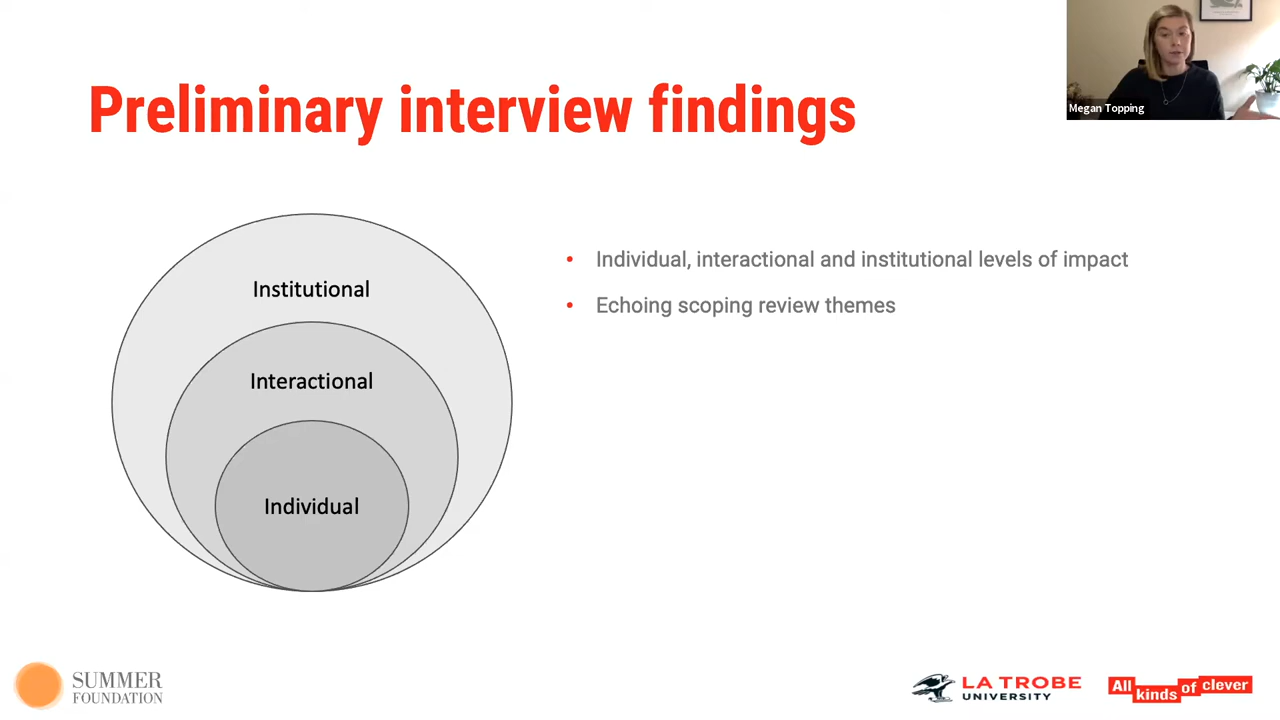 Preliminary interview findings
Megan Topping
Institutional
Interactional
Individual
• Individual, interactional and institutional levels of impact
• Echoing scoping review themes
SUMMER
FOUNDATION
LA TROBE
UNIVERSITY
All kinds of clever